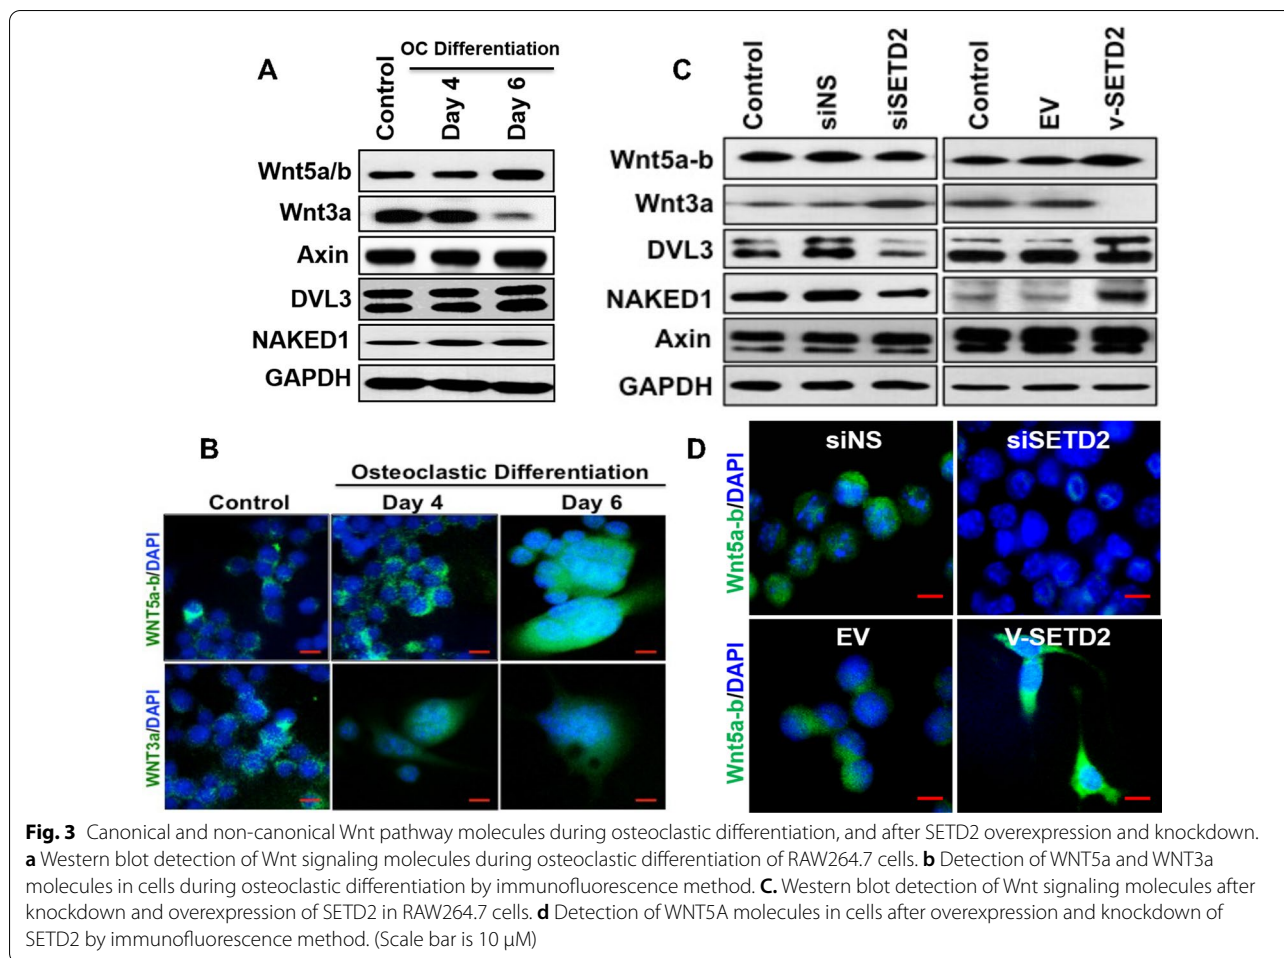 A
OC Differentiation
Control
Day 4
Day 6
Wnt5a/b
Wnt3a
Axin
DVL3
NAKED1
GAPDH
C
Control
siNS
siSETD2
Control
EV
v-SETD2
Wnt5a-b
Wnt3a
DVL3
NAKED1
Axin
GAPDH
B
Osteoclastic Differentiation
Control
Day 4
Day 6
WNT5a-b/DAPI
WNT3a/DAPI
D
siNS
siSETD2
Wnt5a-b/DAPI
EV
V-SETD2
Wnt5a-b/DAPI
Fig. 3 Canonical and non-canonical Wnt pathway molecules during osteoclastic differentiation, and after SETD2 overexpression and knockdown.
a Western blot detection of Wnt signaling molecules during osteoclastic differentiation of RAW264.7 cells. b Detection of WNT5a and WNT3a
molecules in cells during osteoclastic differentiation by immunofluorescence method. C. Western blot detection of Wnt signaling molecules after
knockdown and overexpression of SETD2 in RAW264.7 cells. d Detection of WNT5A molecules in cells after overexpression and knockdown of
SETD2 by immunofluorescence method. (Scale bar is 10 μM)